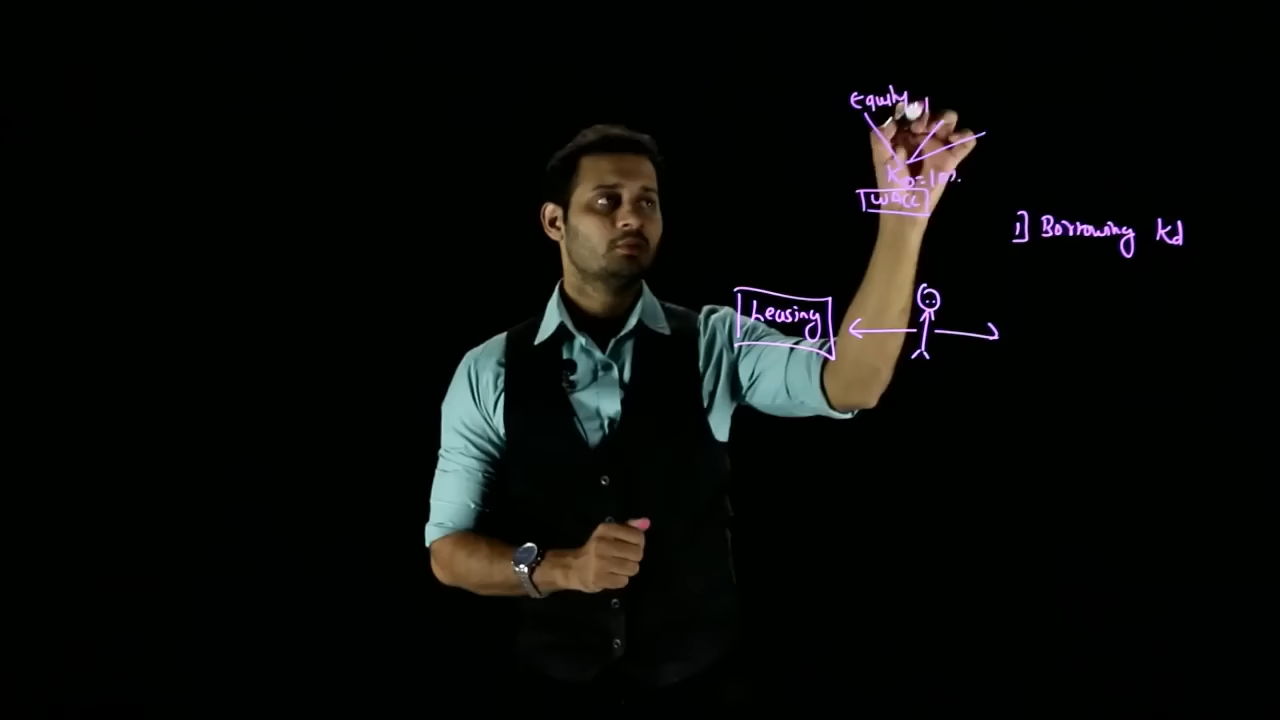 Equity
Ko = 10%
WACC
1] Borrowing Kd
Leasing